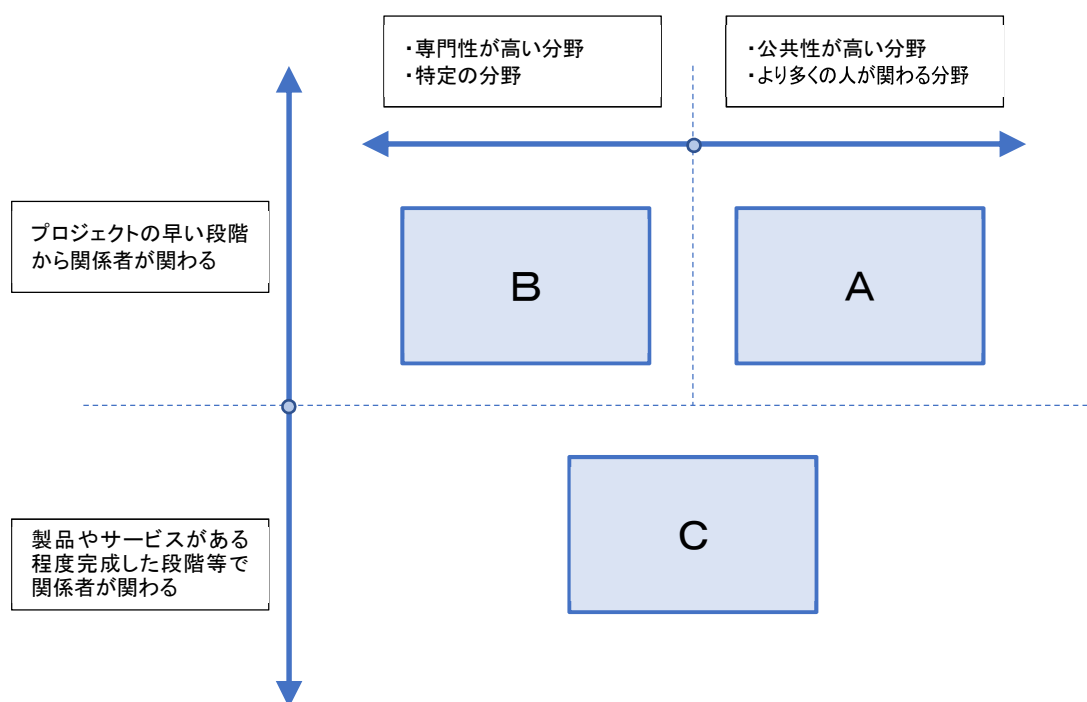 ・専門性が高い分野
・特定の分野
・公共性が高い分野
・より多くの人が関わる分野
プロジェクトの早い段階
から関係者が関わる
B
A
製品やサービスがある
程度完成した段階等で
関係者が関わる
C